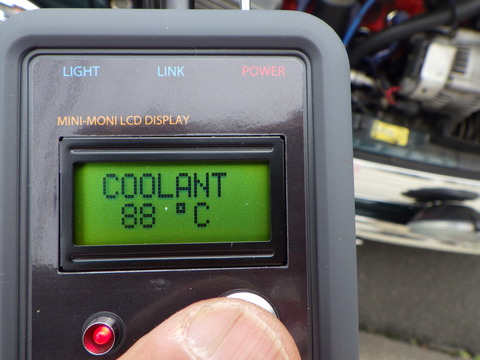 LIGHT LINK POWER
MINI-MONI LCD DISPLAY
COOLANT
88 °C